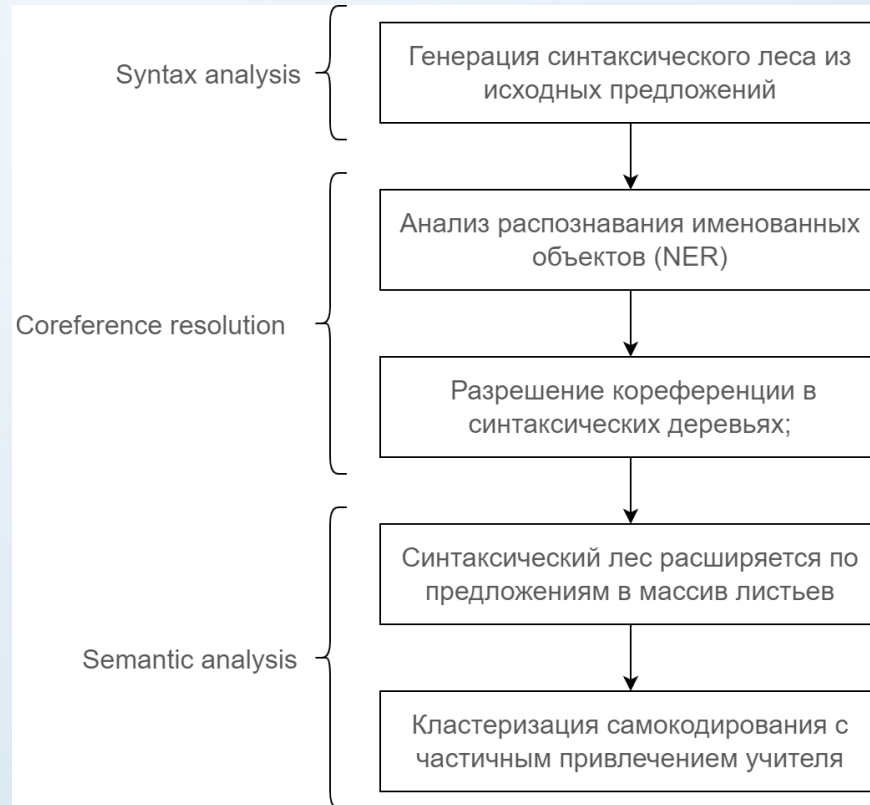 Syntax analysis
Генерация синтаксического леса из
исходных предложений
Coreference resolution
Анализ распознавания именованных
объектов (NER)
Разрешение кореференции в
синтаксических деревьях;
Semantic analysis
Синтаксический лес расширяется по
предложениям в массив листьев
Кластеризация самокодирования с
частичным привлечением учителя